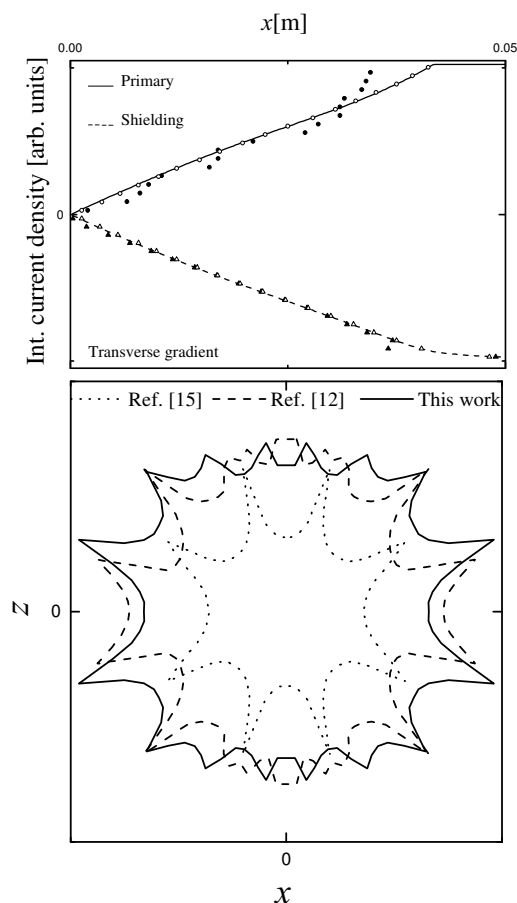 x[m]
0.00 0.05
Int. current density [arb. units]
Primary
Shielding
0
Transverse gradient
Ref. [15] Ref. [12] This work
z
0
0
x